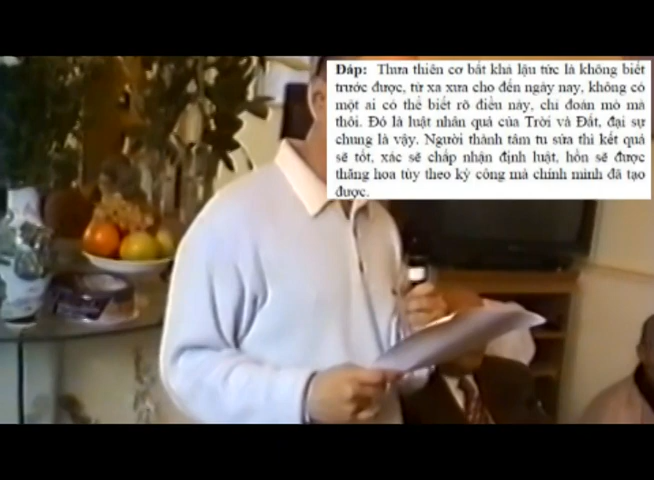 Đáp: Thưa thiên cơ bất khả lậu tức là không biết
trước được, từ xa xưa cho đến ngày nay, không có
một ai có thể biết rõ điều này, chỉ đoán mò mà
thôi. Đó là luật nhân quả của Trời và Đất, đại sự
chung là vậy. Người thành tâm tu sửa thì kết quả
sẽ tốt, xác sẽ chấp nhận định luật, hồn sẽ được
thăng hoa tùy theo kỳ công mà chính mình đã tạo
được.